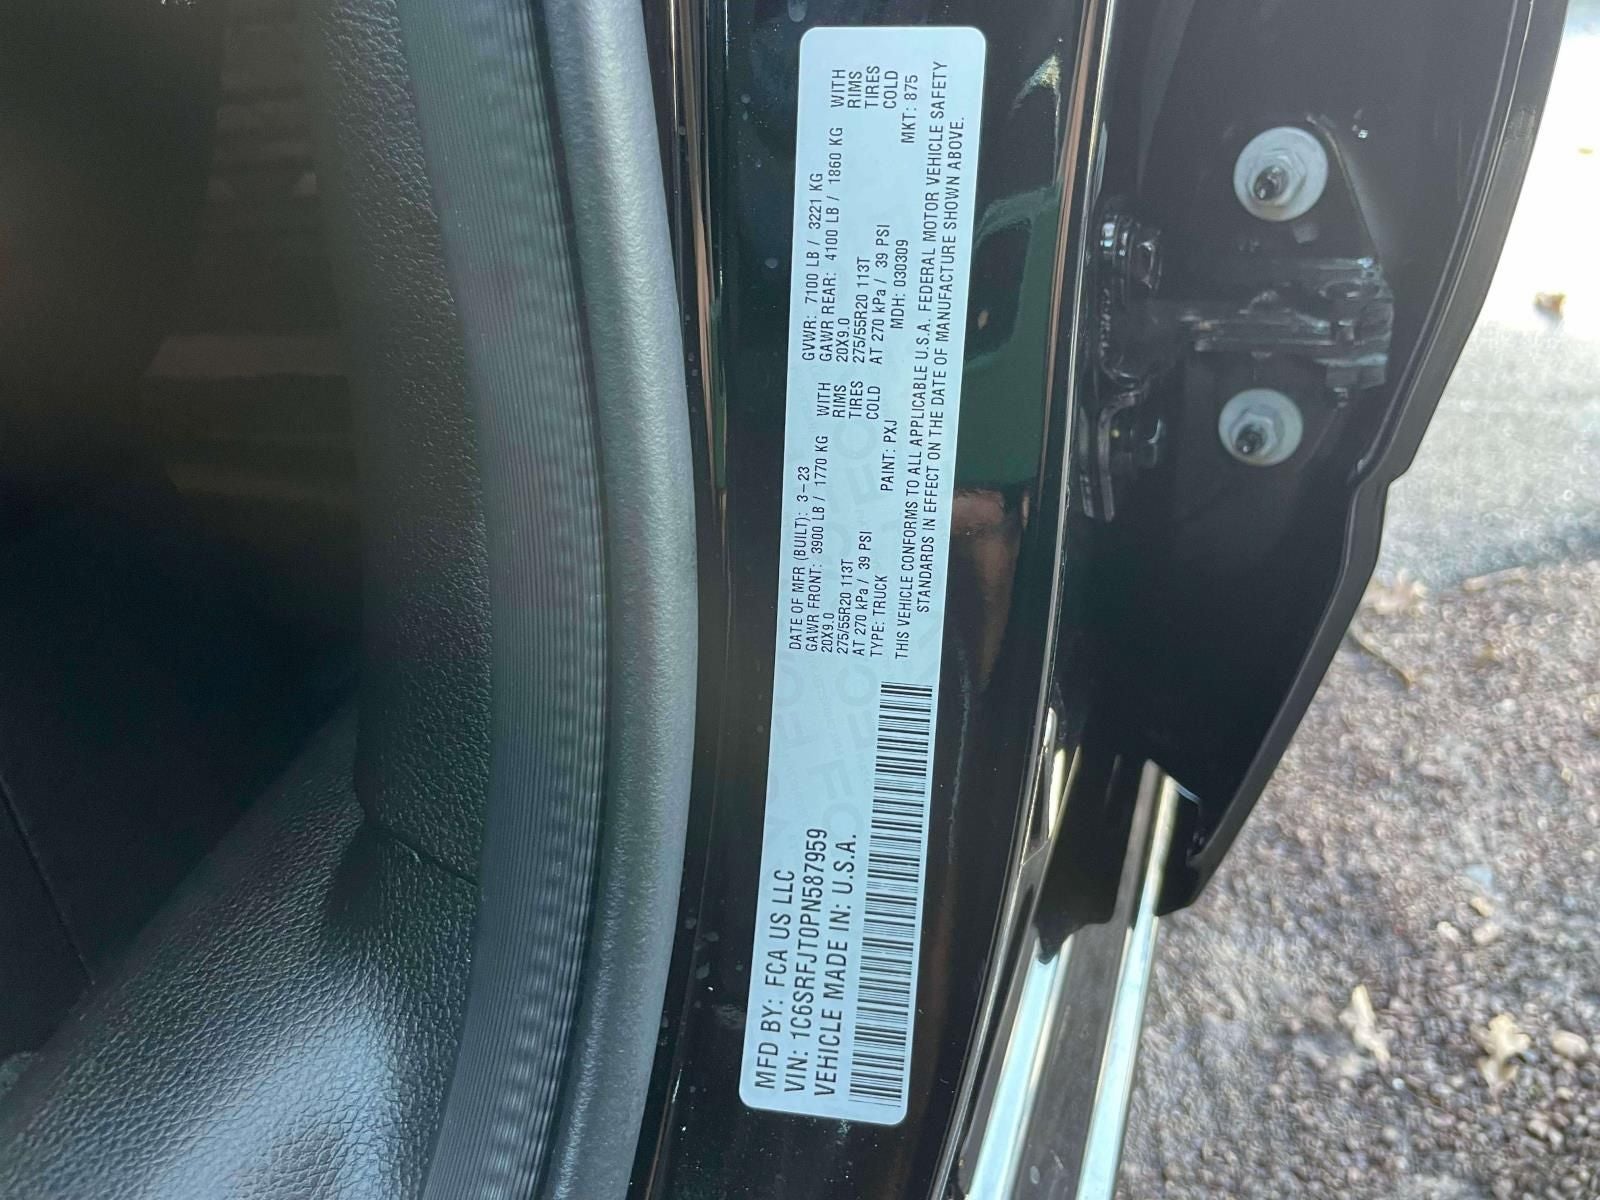 MFD BY: FCA US LLC
VIN: 1C6SRFJT0PN587959
VEHICLE MADE IN: U.S.A.
DATE OF MFR (BUILT): 3-23
GAWR FRONT: 3900 LB / 1770 KG WITH
20X9.0 RIMS
275/55R20 113T TIRES
AT 270 kPa / 39 PSI COLD
TYPE: TRUCK PAINT: PXJ
GVWR: 7100 LB / 3221 KG
GAWR REAR: 4100 LB / 1860 KG WITH
20X9.0 RIMS
275/55R20 113T TIRES
AT 270 kPa / 39 PSI COLD
MDH: 030309 MKT: 875
THIS VEHICLE CONFORMS TO ALL APPLICABLE U.S.A. FEDERAL MOTOR VEHICLE SAFETY
STANDARDS IN EFFECT ON THE DATE OF MANUFACTURE SHOWN ABOVE.